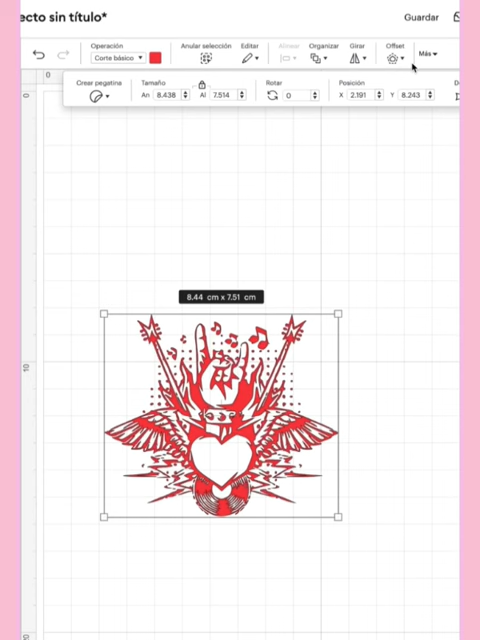 ecto sin título*
Guardar
Operación
Corte básico
Anular selección
Editar
Alinear
Organizar
Girar
Offset
Más
0
Crear pegatina
Tamaño
An 8.438
Al 7.514
Rotar
0
Posición
X 2.191
Y 8.243
0
8.44 cm x 7.51 cm
10
20